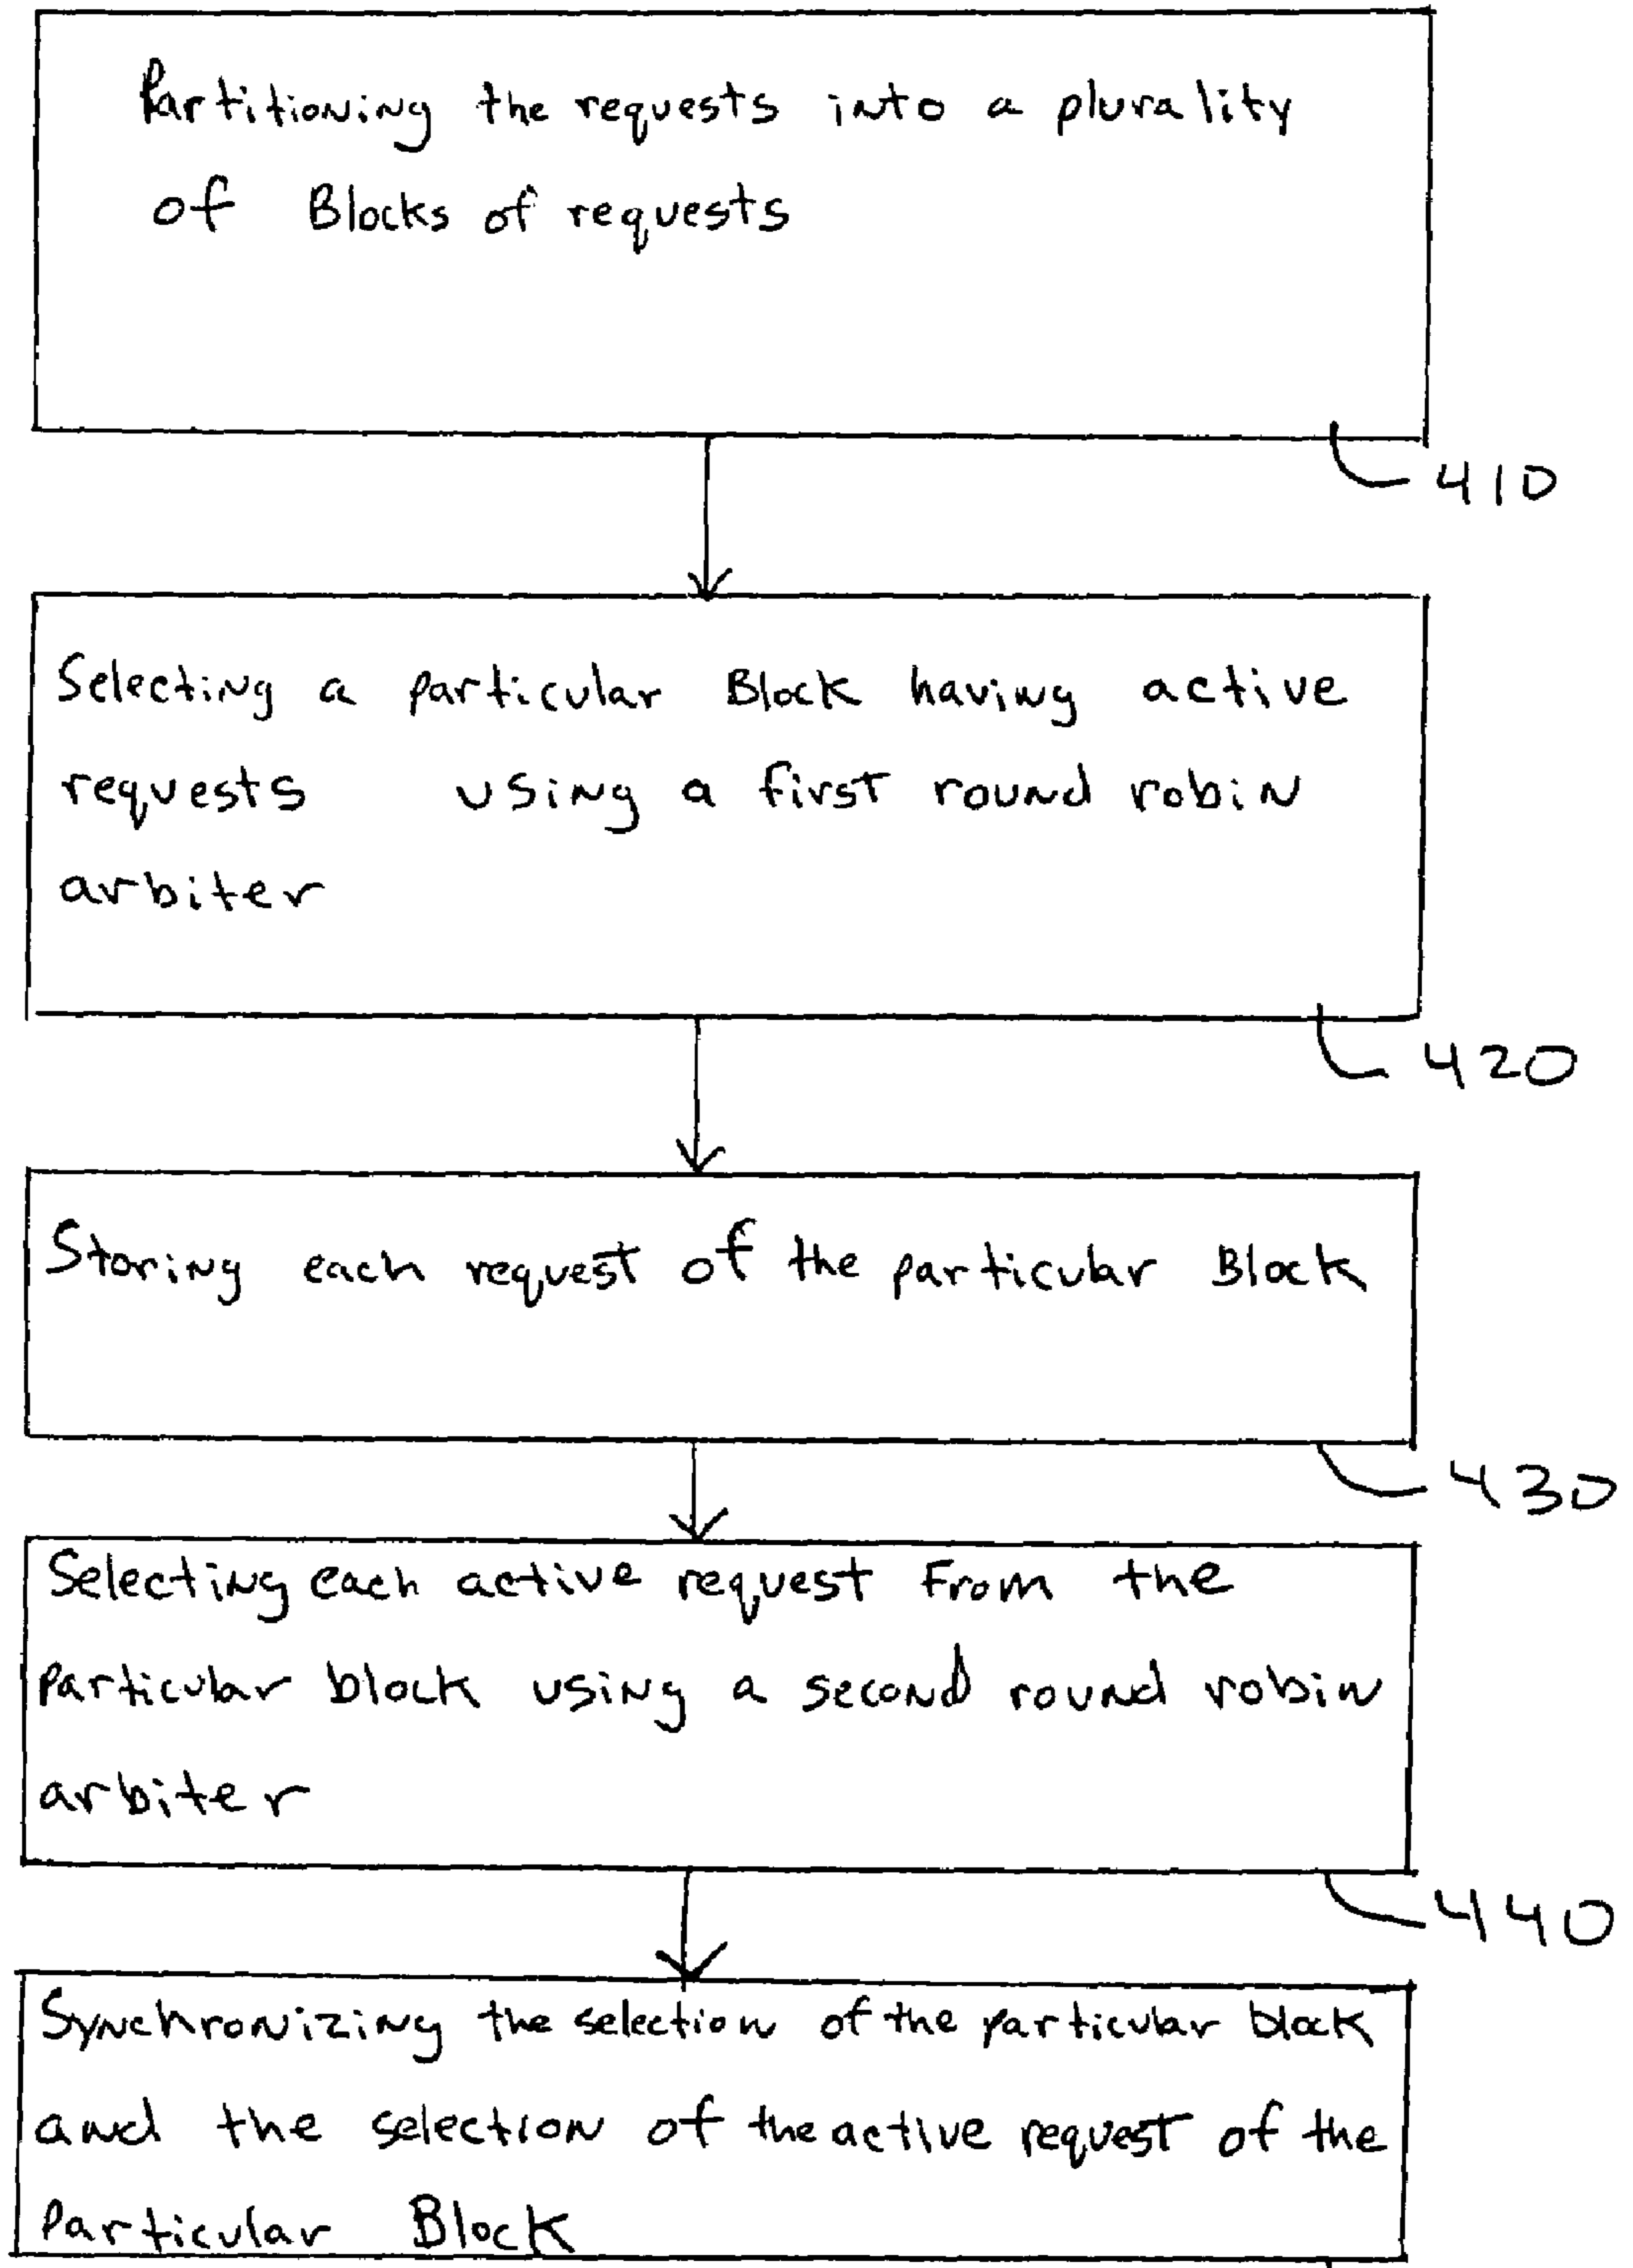 Partitioning the requests into a plurality
of Blocks of requests
410
Selecting a particular Block having active
requests using a first round robin
arbiter
420
Storing each request of the particular Block
430
Selecting each active request From the
particular block using a second round robin
arbiter
440
Synchronizing the selection of the particular block
and the selection of the active request of the
Particular Block